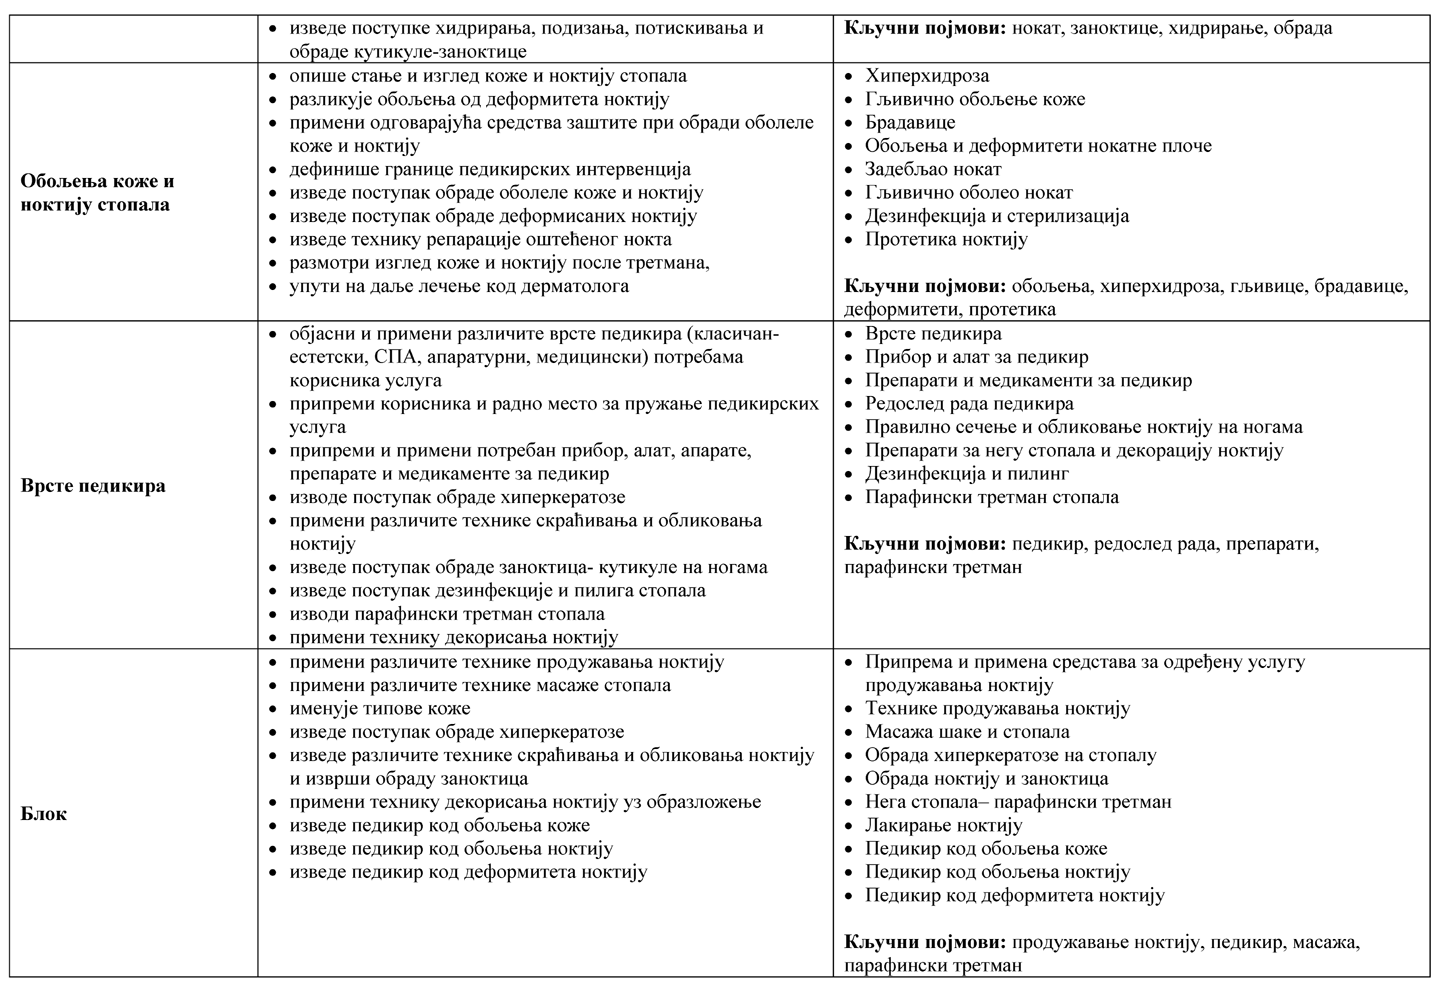 • изведе поступке хидрирања, подизања, потискивања и
обраде кутикуле-заноктице
Кључни појмови: нокат, заноктице, хидрирање, обрада
Обољења коже и
ноктију стопала
• опише стање и изглед коже и ноктију стопала
• разликује обољења од деформитета ноктију
• примени одговарајућа средства заштите при обради оболеле
коже и ноктију
• дефинише границе педикирских интервенција
• изведе поступак обраде оболеле коже и ноктију
• изведе поступак обраде деформисаних ноктију
• изведе технику репарације оштећеног нокта
• размотри изглед коже и ноктију после третмана,
• упути на даље лечење код дерматолога
• Хиперхидроза
• Гљивично обољење коже
• Брадавице
• Обољења и деформитети нокатне плоче
• Задебљао нокат
• Гљивично оболео нокат
• Дезинфекција и стерилизација
• Протетика ноктију
Кључни појмови: обољења, хиперхидроза, гљивице, брадавице,
деформитети, протетика
Врсте педикира
• објасни и примени различите врсте педикира (класичан-
естетски, СПА, апаратурни, медицински) потребама
корисника услуга
• припреми корисника и радно место за пружање педикирских
услуга
• припреми и примени потребан прибор, алат, апарате,
препарате и медикаменте за педикир
• изводе поступак обраде хиперкератозе
• примени различите технике скраћивања и обликовања
ноктију
• изведе поступак обраде заноктица- кутикуле на ногама
• изведе поступак дезинфекције и пилига стопала
• изводи парафински третман стопала
• примени технику декорисања ноктију
• Врсте педикира
• Прибор и алат за педикир
• Препарати и медикаменти за педикир
• Редослед рада педикира
• Правилно сечење и обликовање ноктију на ногама
• Препарати за негу стопала и декорацију ноктију
• Дезинфекција и пилинг
• Парафински третман стопала
Кључни појмови: педикир, редослед рада, препарати,
парафински третман
Блок
• примени различите технике продужавања ноктију
• примени различите технике масаже стопала
• именује типове коже
• изведе поступак обраде хиперкератозе
• изведе различите технике скраћивања и обликовања ноктију
и изврши обраду заноктица
• примени технику декорисања ноктију уз образложење
• изведе педикир код обољења коже
• изведе педикир код обољења ноктију
• изведе педикир код деформитета ноктију
• Припрема и примена средстава за одређену услугу
продужавања ноктију
• Технике продужавања ноктију
• Масажа шаке и стопала
• Обрада хиперкератозе на стопалу
• Обрада ноктију и заноктица
• Нега стопала– парафински третман
• Лакирање ноктију
• Педикир код обољења коже
• Педикир код обољења ноктију
• Педикир код деформитета ноктију
Кључни појмови: продужавање ноктију, педикир, масажа,
парафински третман